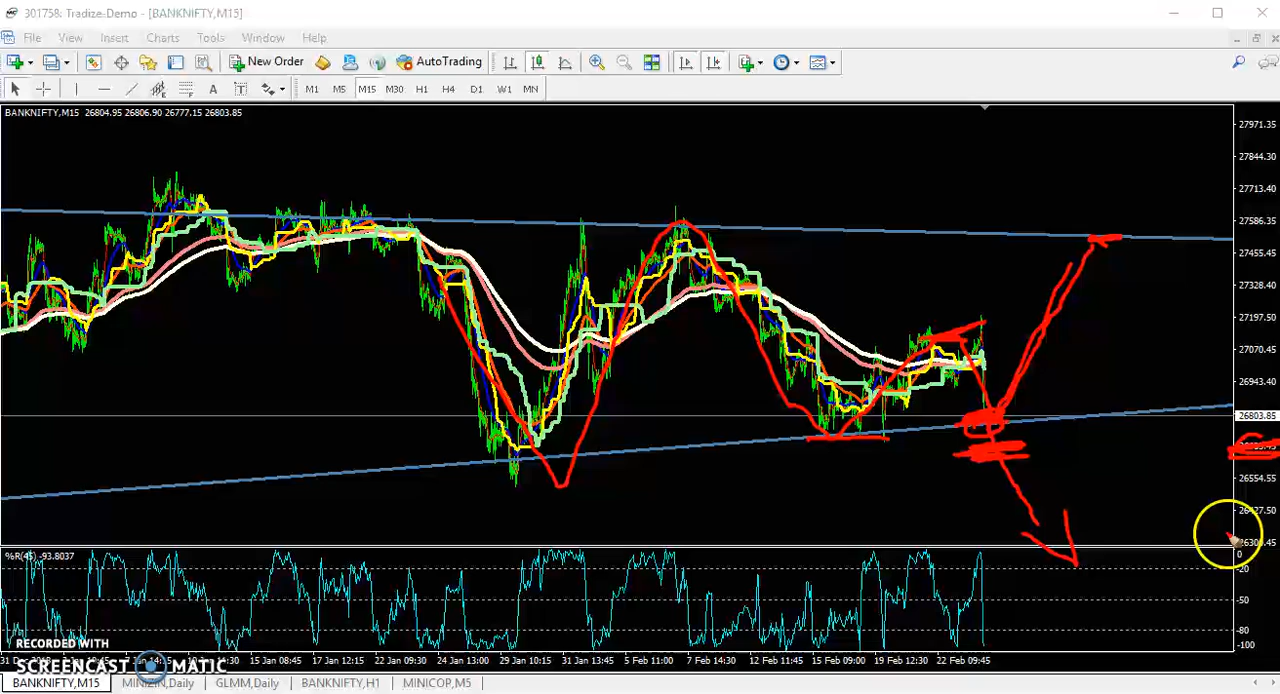 301758: Tradize-Demo - [BANKNIFTY,M15]
File View Insert Charts Tools Window Help
New Order AutoTrading
A T M1 M5 M15 M30 H1 H4 D1 W1 MN
BANKNIFTY,M15 26804.95 26806.90 26777.15 26803.85
27971.35
27844.30
27713.40
27586.35
27455.45
27328.40
27197.50
27070.45
26943.40
26803.85
26554.55
26427.50
%R(45) -93.8037
0
-20
-50
-80
-100
15 Jan 08:45 17 Jan 12:15 22 Jan 09:30 24 Jan 13:00 29 Jan 10:15 31 Jan 13:45 5 Feb 11:00 7 Feb 14:30 12 Feb 11:45 15 Feb 09:00 19 Feb 12:30 22 Feb 09:45
RECORDED WITH
SCREENCAST MATIC
BANKNIFTY,M15 MINIZIN,Daily GLMM,Daily BANKNIFTY,H1 MINICOP,M5